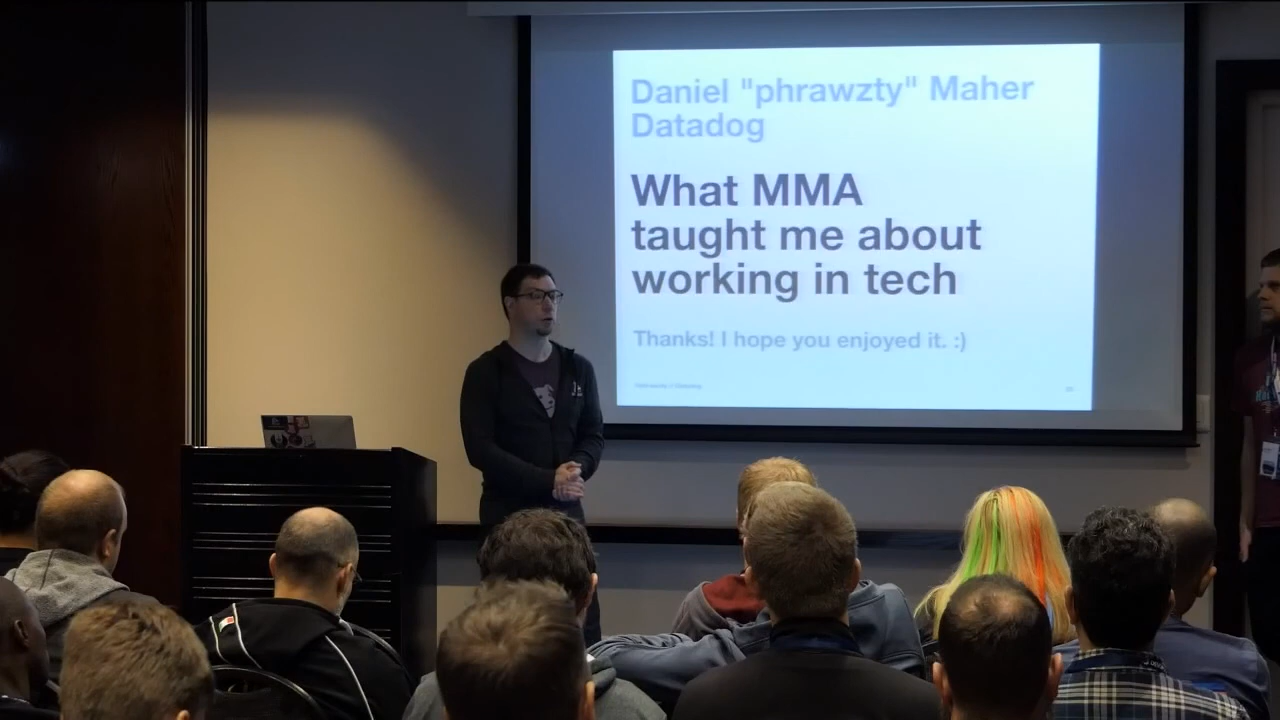 Daniel "phrawzty" Maher
Datadog
What MMA
taught me about
working in tech
Thanks! I hope you enjoyed it. :)